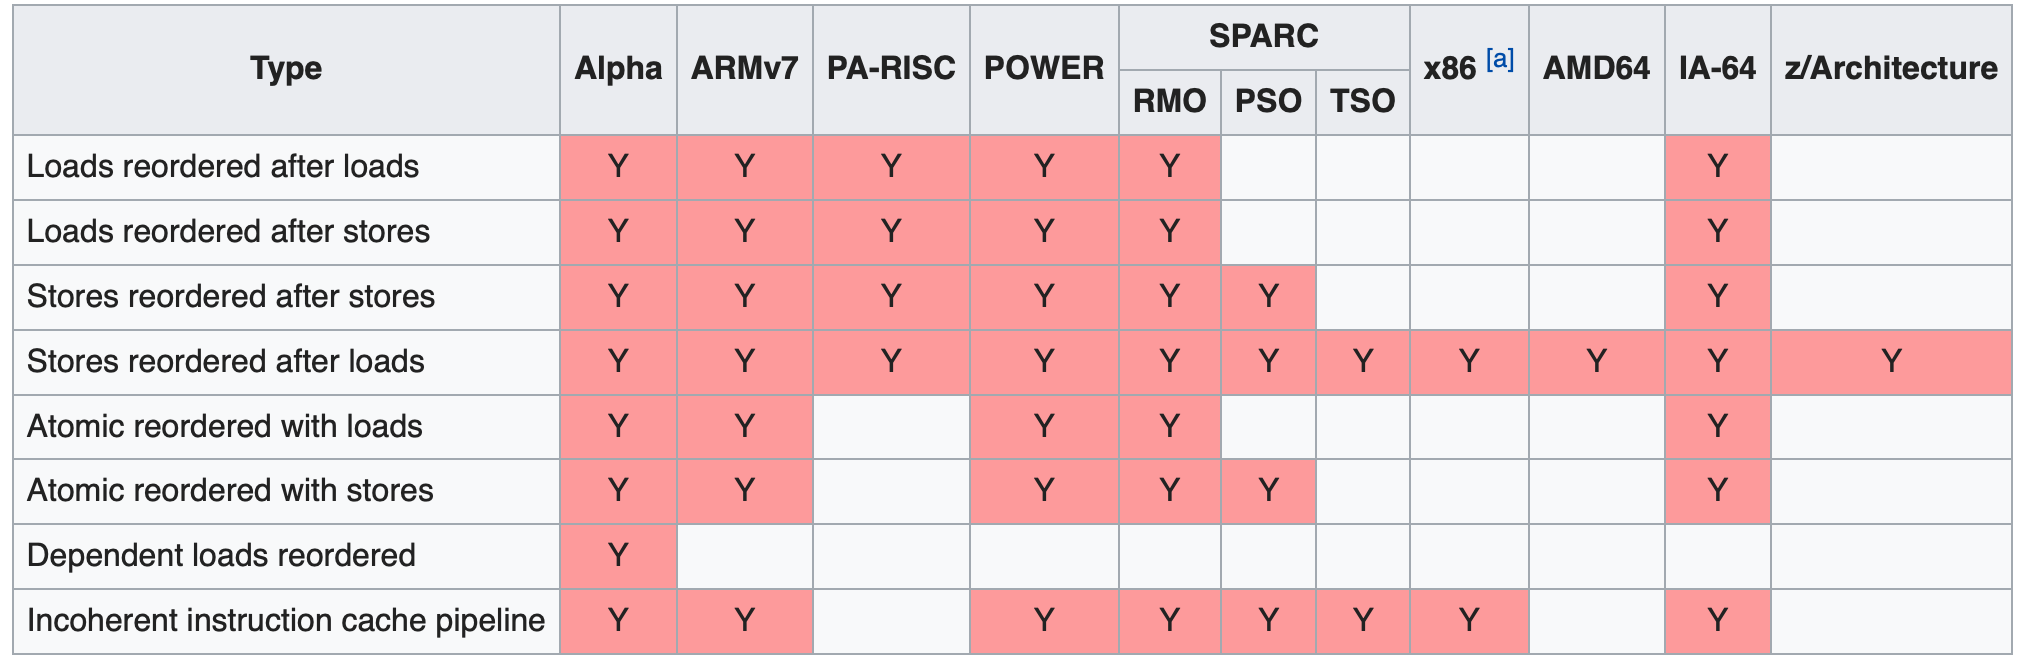 Type Alpha ARMv7 PA-RISC POWER SPARC x86 [a] AMD64 IA-64 z/Architecture
RMO PSO TSO
Loads reordered after loads Y Y Y Y Y Y
Loads reordered after stores Y Y Y Y Y Y
Stores reordered after stores Y Y Y Y Y Y Y
Stores reordered after loads Y Y Y Y Y Y Y Y Y Y Y
Atomic reordered with loads Y Y Y Y Y
Atomic reordered with stores Y Y Y Y Y Y
Dependent loads reordered Y
Incoherent instruction cache pipeline Y Y Y Y Y Y Y Y